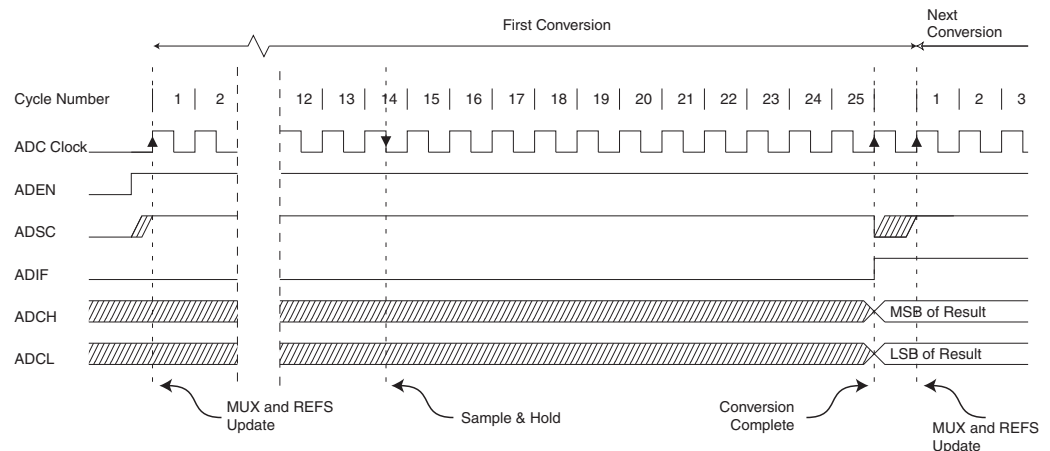 First Conversion
Next
Conversion
Cycle Number 1 2 12 13 14 15 16 17 18 19 20 21 22 23 24 25 1 2 3
ADC Clock
ADEN
ADSC
ADIF
ADCH MSB of Result
ADCL LSB of Result
MUX and REFS
Update
Sample & Hold
Conversion
Complete
MUX and REFS
Update